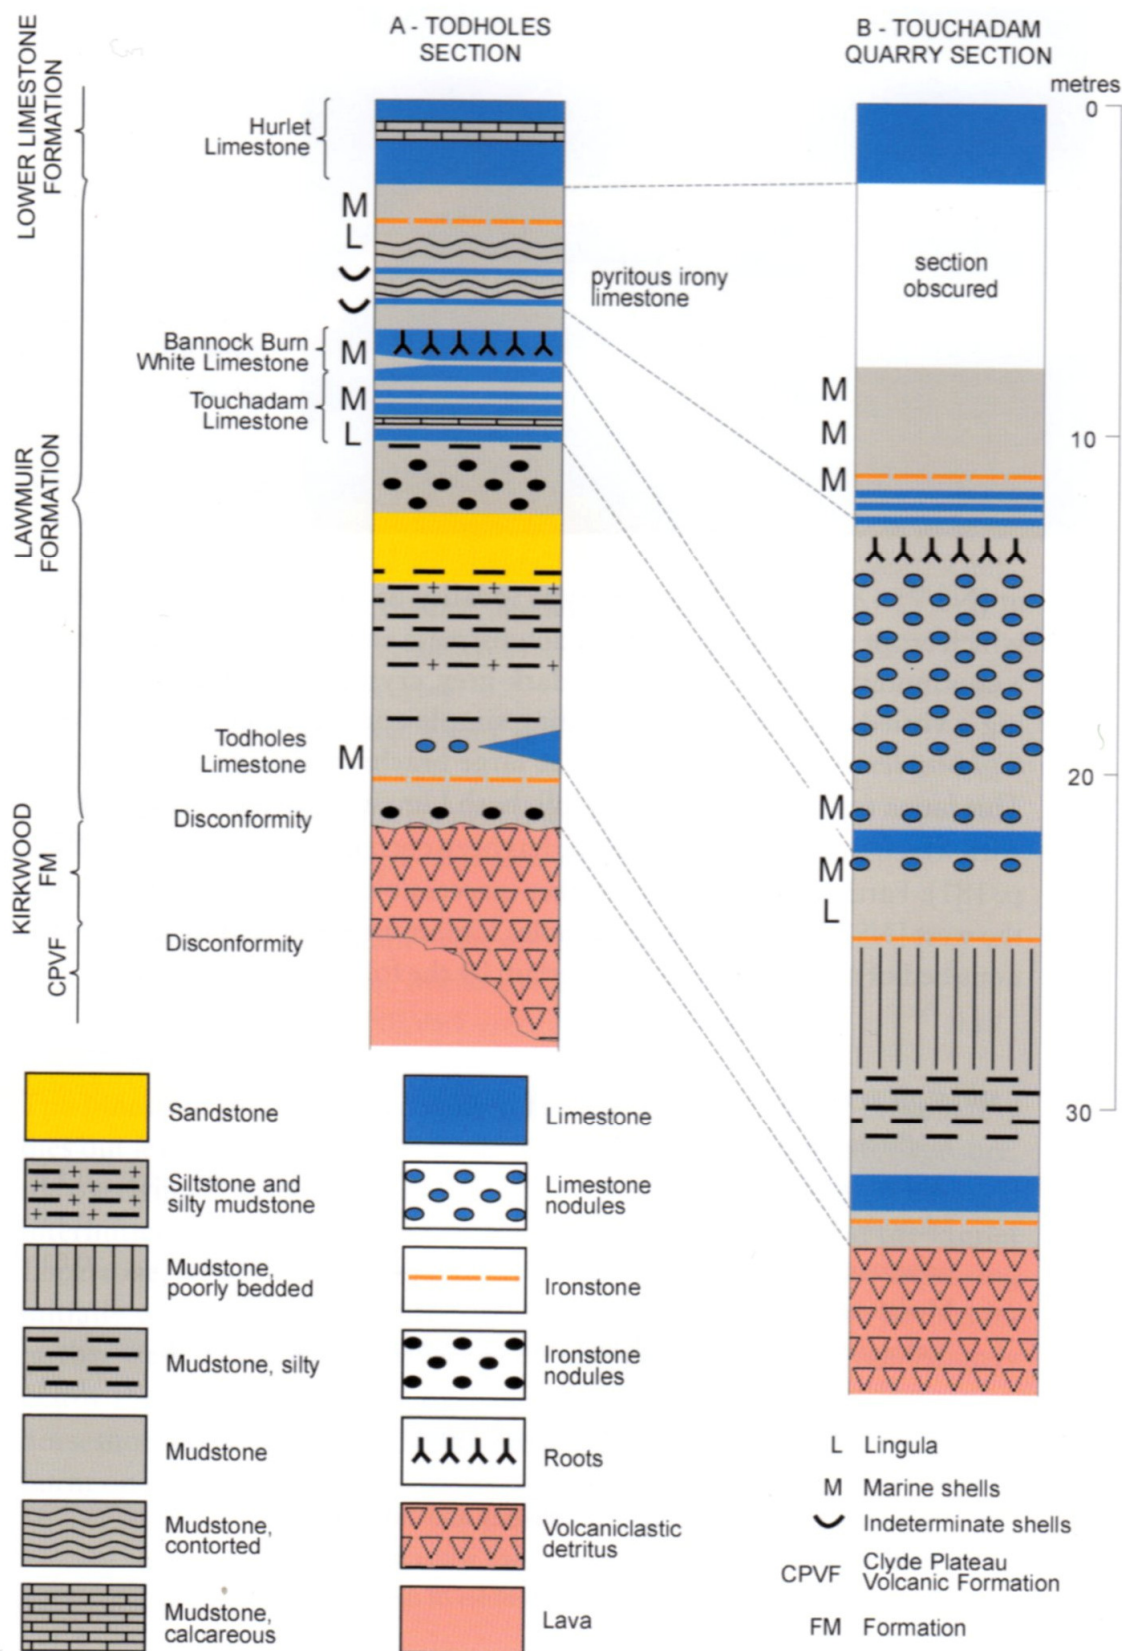 A - TODHOLES
SECTION
B - TOUCHADAM
QUARRY SECTION
metres
LOWER LIMESTONE
FORMATION
LAWMUIR
FORMATION
KIRKWOOD
FM
CPVF
Hurlet
Limestone
Bannock Burn
White Limestone
Touchadam
Limestone
Todholes
Limestone
Disconformity
Disconformity
M
L
M
M
L
M
pyritous irony
limestone
section
obscured
M
M
M
M
M
L
0
10
20
30
Sandstone
Siltstone and
silty mudstone
Mudstone,
poorly bedded
Mudstone, silty
Mudstone
Mudstone,
contorted
Mudstone,
calcareous
Limestone
Limestone
nodules
Ironstone
Ironstone
nodules
Roots
Volcaniclastic
detritus
Lava
L Lingula
M Marine shells
Indeterminate shells
CPVF Clyde Plateau
Volcanic Formation
FM Formation